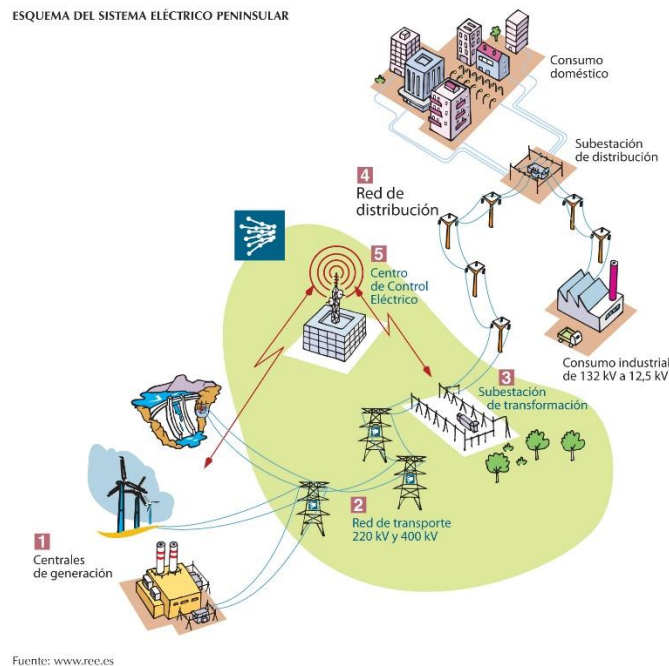 ESQUEMA DEL SISTEMA ELÉCTRICO PENINSULAR
Consumo
doméstico
Subestación
de distribución
4
Red de
distribución
5
Centro
de Control
Eléctrico
Consumo industrial
de 132 kV a 12,5 kV
3
Subestación
de transformación
2
Red de transporte
220 kV y 400 kV
1
Centrales
de generación
Fuente: www.ree.es